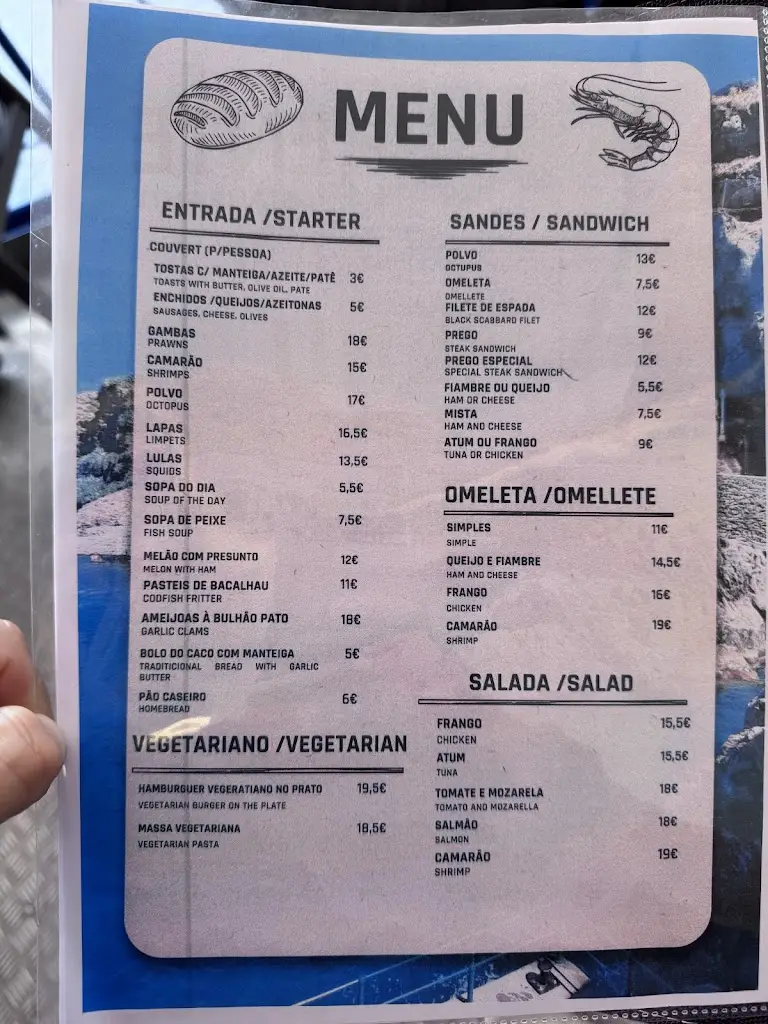 MENU
ENTRADA /STARTER
COUVERT (P/PESSOA)
TOSTAS C/ MANTEIGA/AZEITE/PATÊ 3€
TOASTS WITH BUTTER, OLIVE OIL, PATE
ENCHIDOS /QUEIJOS/AZEITONAS 5€
SAUSAGES, CHEESE, OLIVES
GAMBAS 18€
PRAWNS
CAMARÃO 15€
SHRIMPS
POLVO 17€
OCTOPUS
LAPAS 16,5€
LIMPETS
LULAS 13,5€
SQUIDS
SOPA DO DIA 5,5€
SOUP OF THE DAY
SOPA DE PEIXE 7,5€
FISH SOUP
MELÃO COM PRESUNTO 12€
MELON WITH HAM
PASTEIS DE BACALHAU 11€
CODFISH FRITTER
AMEIJOAS À BULHÃO PATO 18€
GARLIC CLAMS
BOLO DO CACO COM MANTEIGA 5€
TRADITICIONAL BREAD WITH GARLIC
BUTTER
PÃO CASEIRO 6€
HOMEBREAD
VEGETARIANO /VEGETARIAN
HAMBURGUER VEGERATIANO NO PRATO 19,5€
VEGETARIAN BURGER ON THE PLATE
MASSA VEGETARIANA 18,5€
VEGETARIAN PASTA
SANDES / SANDWICH
POLVO 13€
OCTUPUS
OMELETA 7,5€
OMELLETE
FILETE DE ESPADA 12€
BLACK SCABBARD FILET
PREGO 9€
STEAK SANDWICH
PREGO ESPECIAL 12€
SPECIAL STEAK SANDWICH
FIAMBRE OU QUEIJO 5,5€
HAM OR CHEESE
MISTA 7,5€
HAM AND CHEESE
ATUM OU FRANGO 9€
TUNA OR CHICKEN
OMELETA /OMELLETE
SIMPLES 11€
SIMPLE
QUEIJO E FIAMBRE 14,5€
HAM AND CHEESE
FRANGO 16€
CHICKEN
CAMARÃO 19€
SHRIMP
SALADA /SALAD
FRANGO 15,5€
CHICKEN
ATUM 15,5€
TUNA
TOMATE E MOZARELA 18€
TOMATO AND MOZARELLA
SALMÃO 18€
SALMON
CAMARÃO 19€
SHRIMP